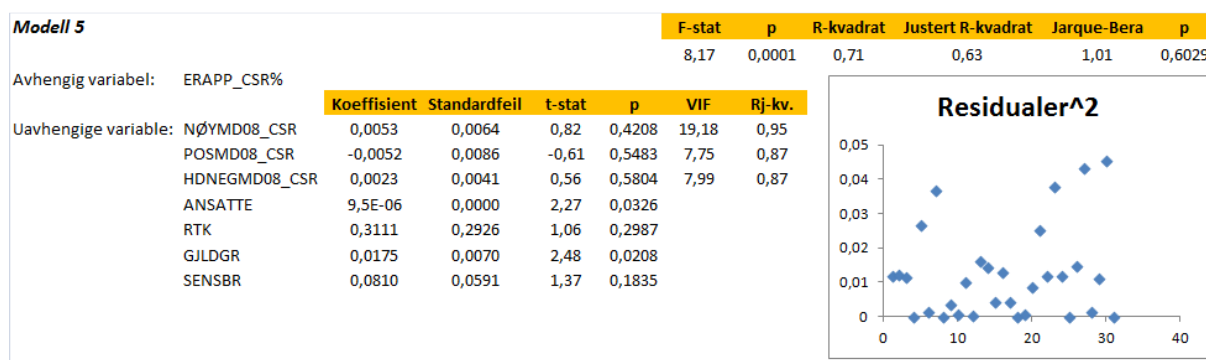 Modell 5 F-stat p R-kvadrat Justert R-kvadrat Jarque-Bera p
8,17 0,0001 0,71 0,63 1,01 0,6029
Avhengig variabel: ERAPP_CSR%
Koeffisient Standardfeil t-stat p VIF Rj-kv.
Uavhengige variable: NØYMD08_CSR 0,0053 0,0064 0,82 0,4208 19,18 0,95
POSMD08_CSR -0,0052 0,0086 -0,61 0,5483 7,75 0,87
HDNEGMD08_CSR 0,0023 0,0041 0,56 0,5804 7,99 0,87
ANSATTE 9,5E-06 0,0000 2,27 0,0326
RTK 0,3111 0,2926 1,06 0,2987
GJLDGR 0,0175 0,0070 2,48 0,0208
SENSBR 0,0810 0,0591 1,37 0,1835
Residualer^2
0,05
0,04
0,03
0,02
0,01
0
0 10 20 30 40